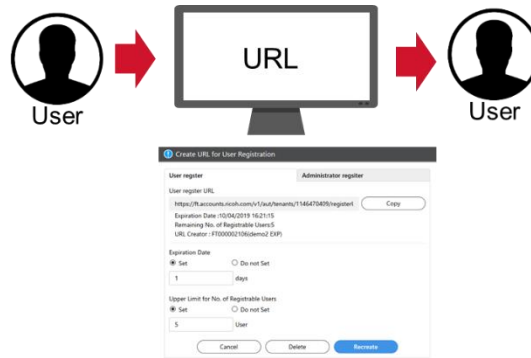 URL
User
User
1 Create URL for User Registration
User regster
Administrator regsiter
User regster URL
https://ft.accounts.ricoh.com/v1/aut/tenants/1146470409/registerl
Copy
Expiration Date :10/04/2019 16:21:15
Remaining No. of Registrable Users:5
URL Creator : FT000002106(demo2 EXP)
Expiration Date
Set
Do not Set
1
days
Upper Limit for No. of Registrable Users
Set
Do not Set
5
User
Cancel
Delete
Recreate